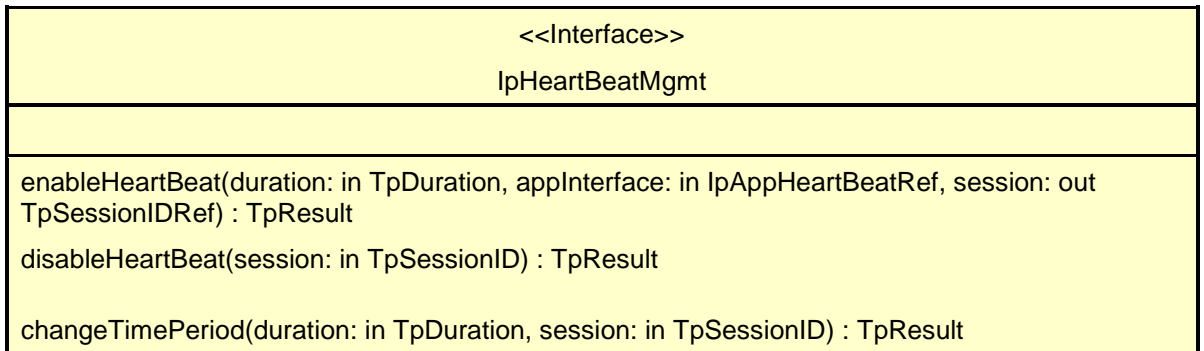 <<Interface>>
IpHeartBeatMgmt
enableHeartBeat(duration: in TpDuration, appInterface: in IpAppHeartBeatRef, session: out
TpSessionIDRef) : TpResult
disableHeartBeat(session: in TpSessionID) : TpResult
changeTimePeriod(duration: in TpDuration, session: in TpSessionID) : TpResult